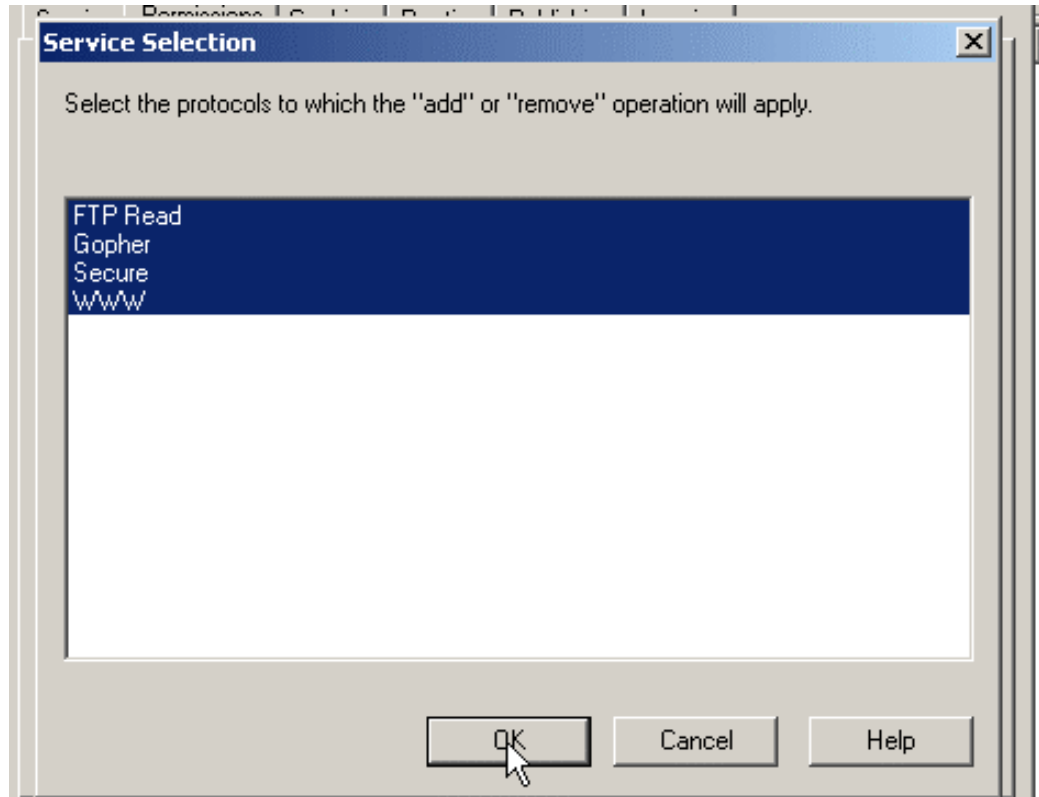 Permissions
Service Selection
Select the protocols to which the "add" or "remove" operation will apply.
FTP Read
Gopher
Secure
WWW
OK Cancel Help